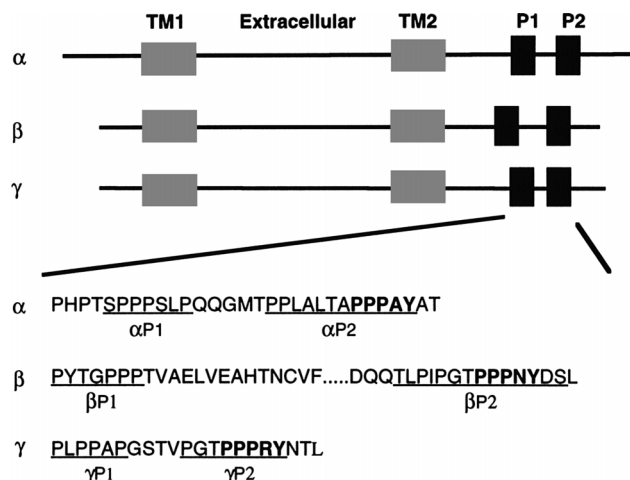 TM1 Extracellular TM2 P1 P2
α
β
γ
α PHPTSPPPSLPQQGMTPPLALTAPPPAYAT
αP1 αP2
β PYTGPPPTVAELVEAHTNCVF.....DQQTLPIPGTPPPNYDSL
βP1 βP2
γ PLPPAPGSTVPGTPPPRYNTL
γP1 γP2